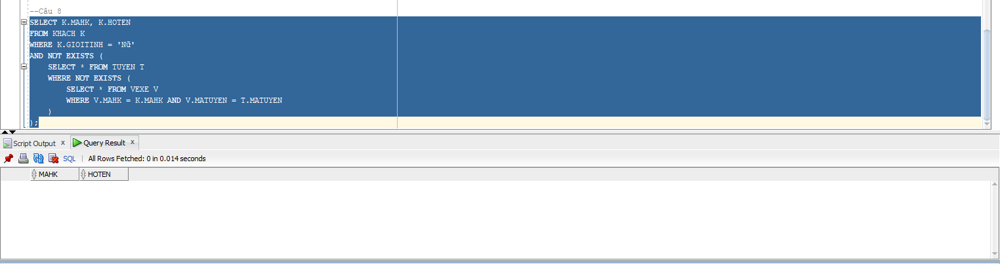 --Câu 8
SELECT K.MAHK, K.HOTEN
FROM KHACH K
WHERE K.GIOITINH = 'Nữ'
AND NOT EXISTS (
    SELECT * FROM TUYEN T
    WHERE NOT EXISTS (
        SELECT * FROM VEXE V
        WHERE V.MAHK = K.MAHK AND V.MATUYEN = T.MATUYEN
    )
);
Script Output x Query Result x
SQL | All Rows Fetched: 0 in 0.014 seconds
MAHK HOTEN